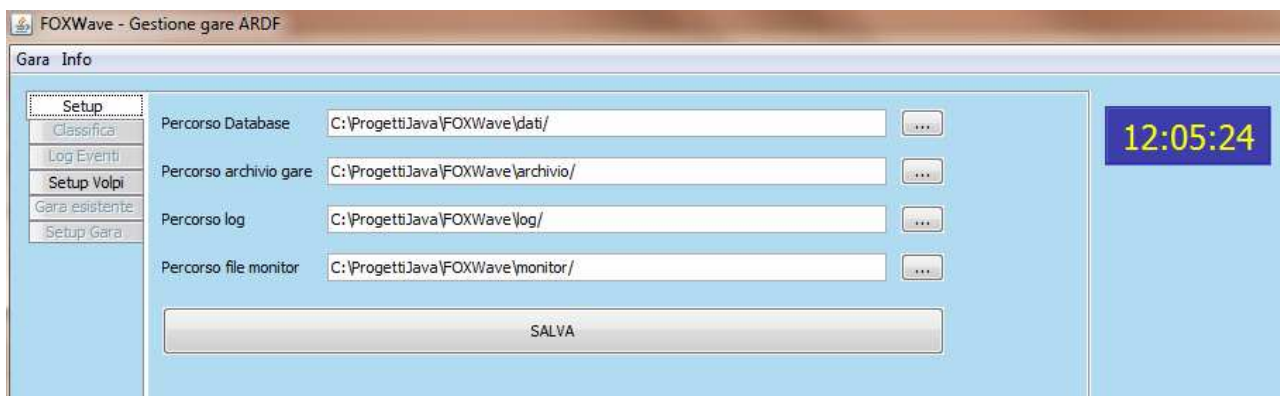 FOXWave - Gestione gare ARDF
Gara Info
Setup
Classifica
Log Eventi
Setup Volpi
Gara esistente
Setup Gara
Percorso Database C:\ProgettiJava\FOXWave\dati/ ...
Percorso archivio gare C:\ProgettiJava\FOXWave\archivio/ ...
Percorso log C:\ProgettiJava\FOXWave\log/ ...
Percorso file monitor C:\ProgettiJava\FOXWave\monitor/ ...
SALVA
12:05:24